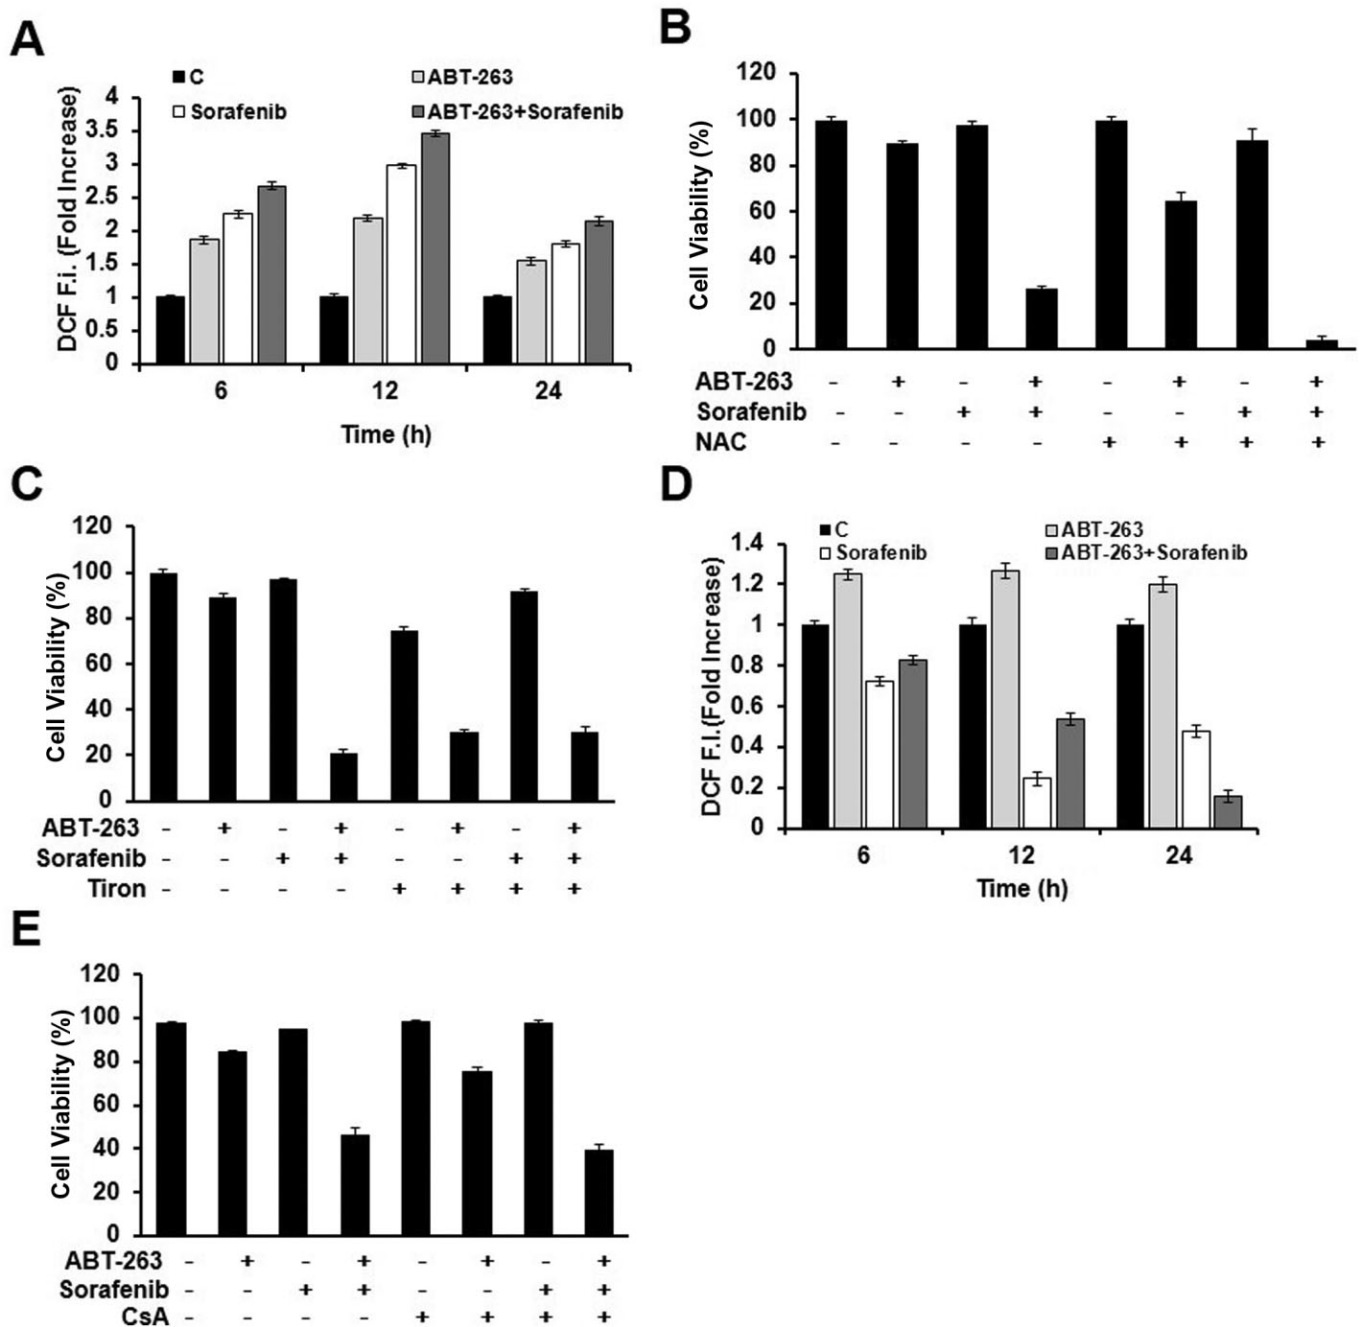 A
C
ABT-263
Sorafenib
ABT-263+Sorafenib
DCF F.i. (Fold Increase)
4
3.5
3
2.5
2
1.5
1
0.5
0
6
12
24
Time (h)
B
Cell Viability (%)
120
100
80
60
40
20
0
ABT-263 - + - + - + - +
Sorafenib - - + + - - + +
NAC - - - - + + + +
C
Cell Viability (%)
120
100
80
60
40
20
0
ABT-263 - + - + - + - +
Sorafenib - - + + - - + +
Tiron - - - - + + + +
D
C
ABT-263
Sorafenib
ABT-263+Sorafenib
DCF F.I.(Fold Increase)
1.4
1.2
1
0.8
0.6
0.4
0.2
0
6
12
24
Time (h)
E
Cell Viability (%)
120
100
80
60
40
20
0
ABT-263 - + - + - + - +
Sorafenib - - + + - - + +
CsA - - - - + + + +